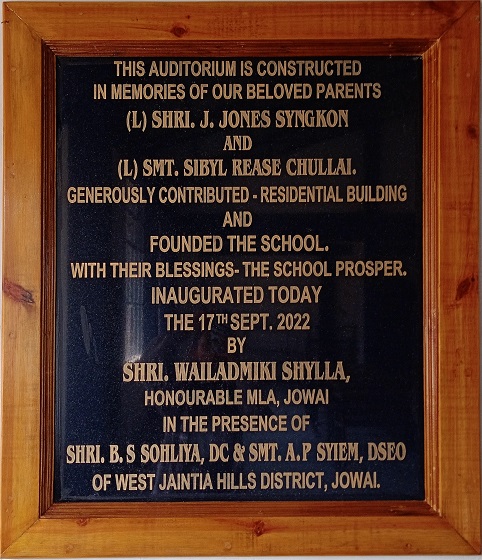 THIS AUDITORIUM IS CONSTRUCTED
IN MEMORIES OF OUR BELOVED PARENTS
(L) SHRI. J. JONES SYNGKON
AND
(L) SMT. SIBYL REASE CHULLAI.
GENEROUSLY CONTRIBUTED - RESIDENTIAL BUILDING
AND
FOUNDED THE SCHOOL.
WITH THEIR BLESSINGS- THE SCHOOL PROSPER.
INAUGURATED TODAY
THE 17TH SEPT. 2022
BY
SHRI. WAILADMIKI SHYLLA,
HONOURABLE MLA, JOWAI
IN THE PRESENCE OF
SHRI. B. S SOHLIYA, DC & SMT. A.P SYIEM, DSEO
OF WEST JAINTIA HILLS DISTRICT, JOWAI.